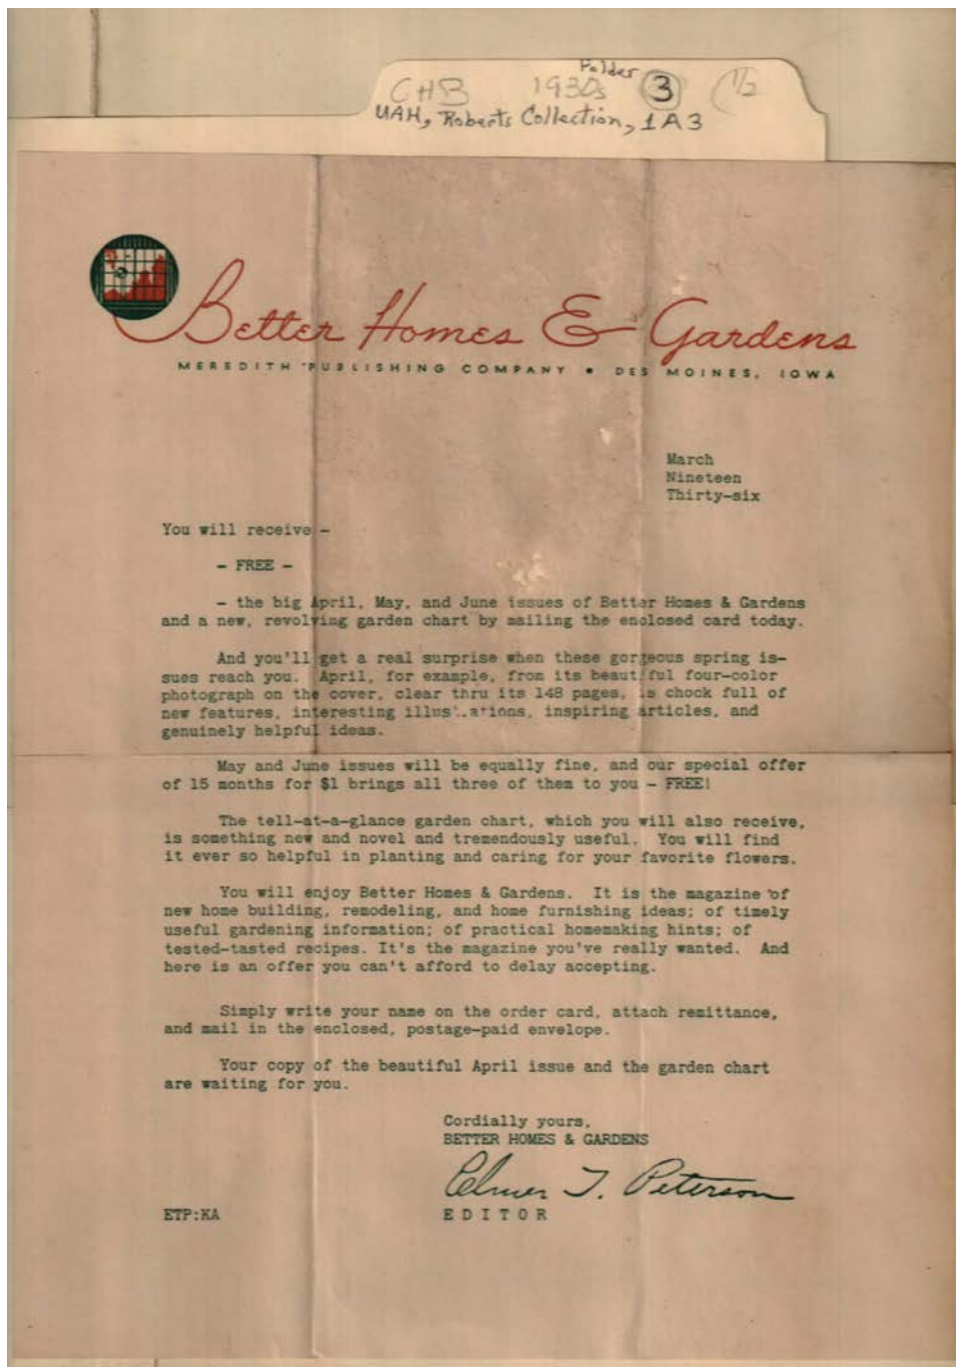 Folder
CHB 1930s 3 (1/2
UAH, Roberts Collection, 1A3
Better Homes & Gardens
MEREDITH PUBLISHING COMPANY • DES MOINES, IOWA
March
Nineteen
Thirty-six
You will receive -
- FREE -
- the big April, May, and June issues of Better Homes & Gardens
and a new, revolving garden chart by mailing the enclosed card today.
And you'll get a real surprise when these gorgeous spring is-
sues reach you. April, for example, from its beautiful four-color
photograph on the cover, clear thru its 148 pages, is chock full of
new features, interesting illustrations, inspiring articles, and
genuinely helpful ideas.
May and June issues will be equally fine, and our special offer
of 15 months for $1 brings all three of them to you - FREE!
The tell-at-a-glance garden chart, which you will also receive,
is something new and novel and tremendously useful. You will find
it ever so helpful in planting and caring for your favorite flowers.
You will enjoy Better Homes & Gardens. It is the magazine of
new home building, remodeling, and home furnishing ideas; of timely
useful gardening information; of practical homemaking hints; of
tested-tasted recipes. It's the magazine you've really wanted. And
here is an offer you can't afford to delay accepting.
Simply write your name on the order card, attach remittance,
and mail in the enclosed, postage-paid envelope.
Your copy of the beautiful April issue and the garden chart
are waiting for you.
Cordially yours,
BETTER HOMES & GARDENS
Elmer T. Peterson
ETP:KA EDITOR